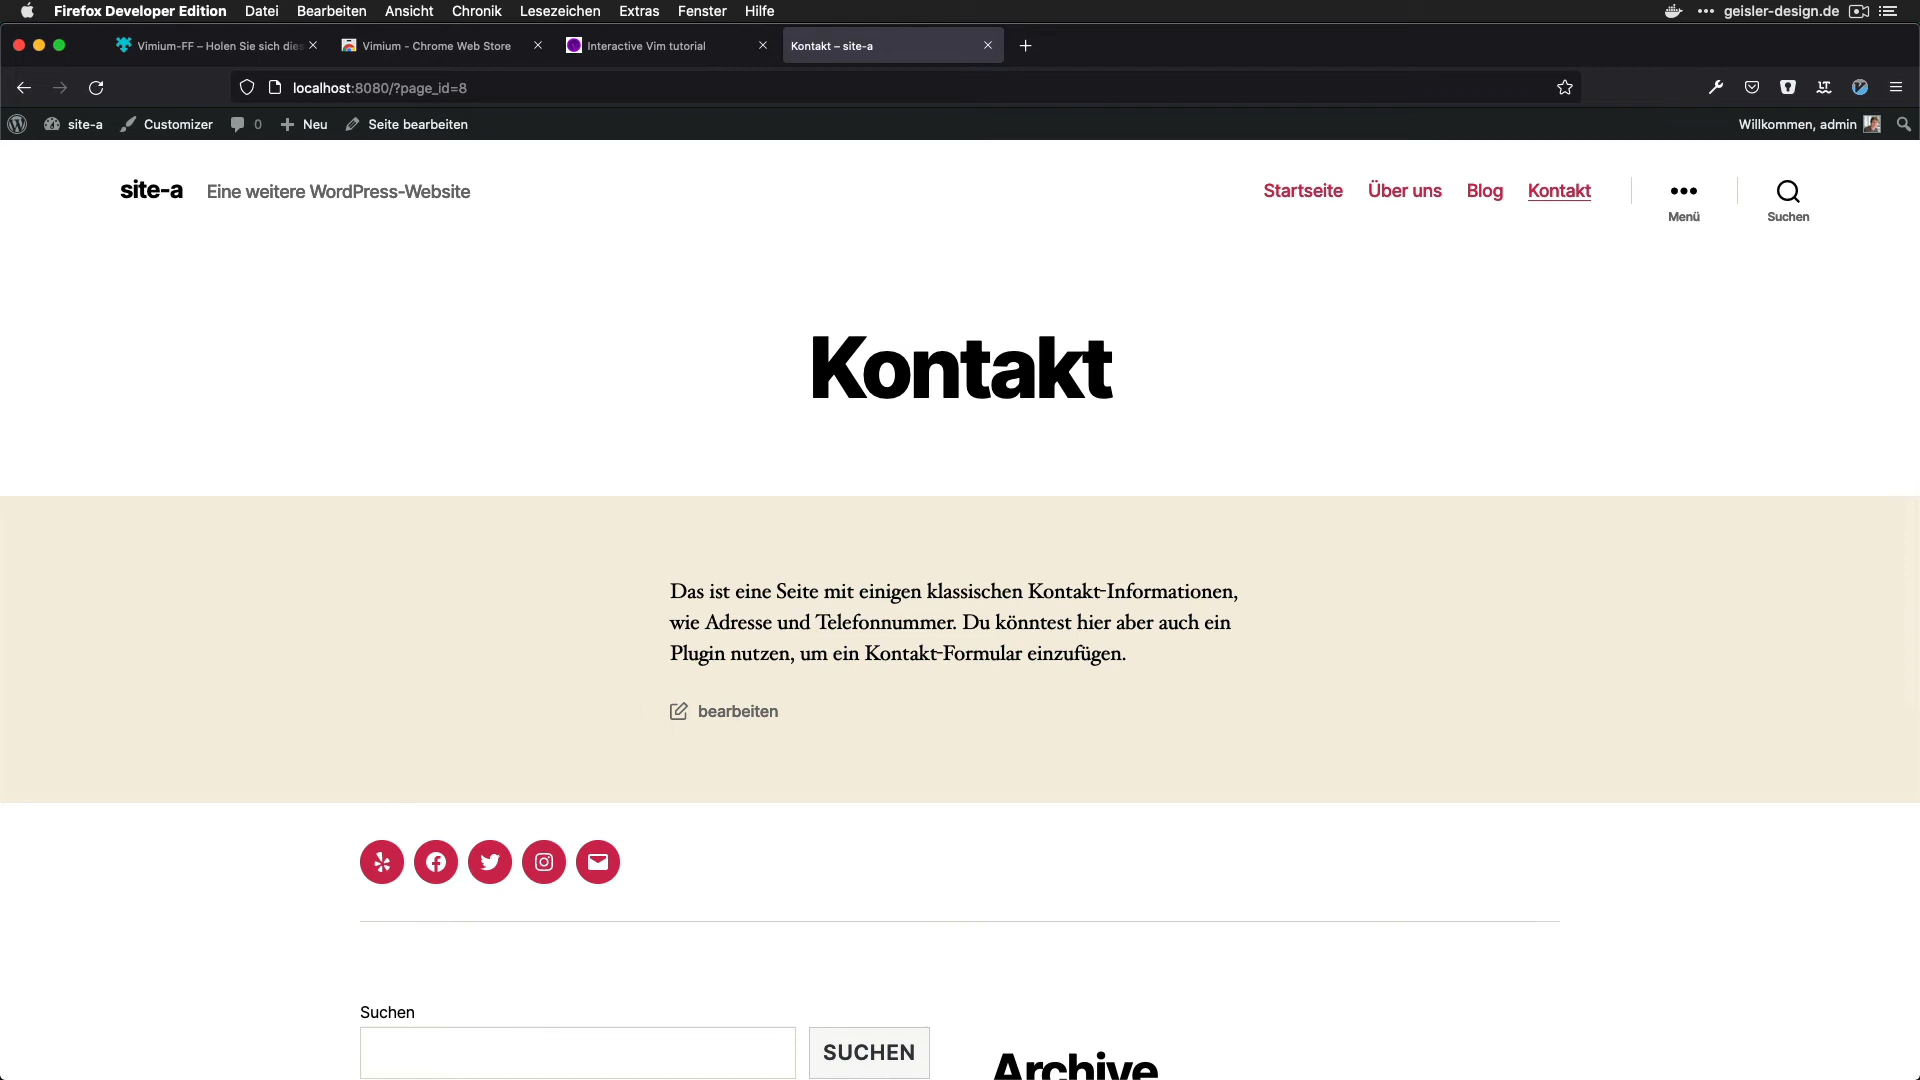 Firefox Developer Edition Datei Bearbeiten Ansicht Chronik Lesezeichen Extras Fenster Hilfe geisler-design.de
Vimium-FF – Holen Sie sich dies Vimium - Chrome Web Store Interactive Vim tutorial Kontakt – site-a
localhost:8080/?page_id=8
site-a Customizer 0 Neu Seite bearbeiten Willkommen, admin
site-a Eine weitere WordPress-Website Startseite Über uns Blog Kontakt
Menü Suchen
Kontakt
Das ist eine Seite mit einigen klassischen Kontakt-Informationen,
wie Adresse und Telefonnummer. Du könntest hier aber auch ein
Plugin nutzen, um ein Kontakt-Formular einzufügen.
bearbeiten
Suchen
SUCHEN
Archive